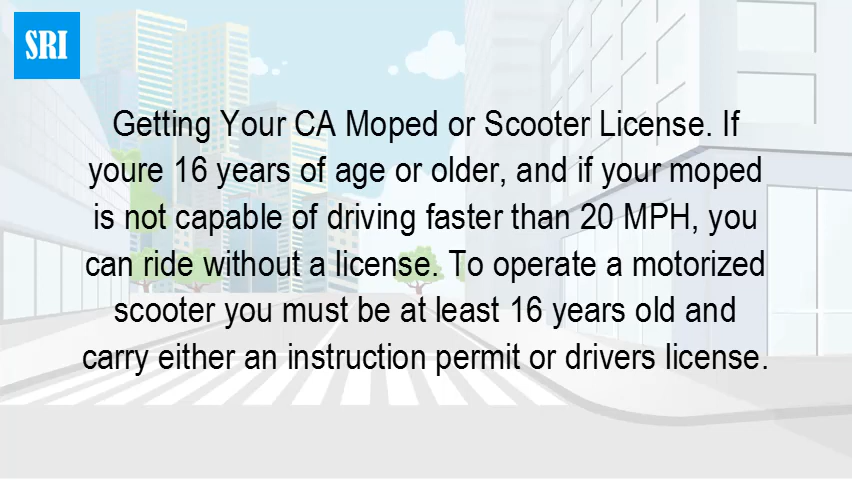 SRI
Getting Your CA Moped or Scooter License. If
youre 16 years of age or older, and if your moped
is not capable of driving faster than 20 MPH, you
can ride without a license. To operate a motorized
scooter you must be at least 16 years old and
carry either an instruction permit or drivers license.